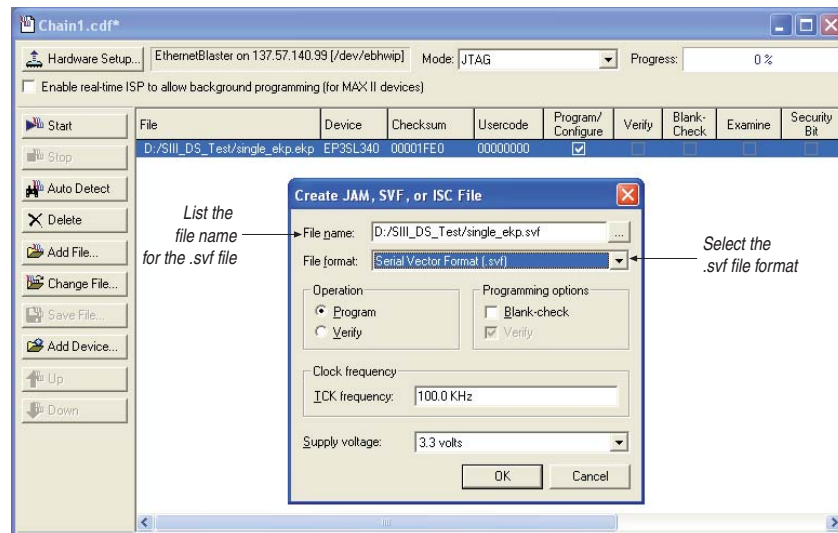 Chain1.cdf*
Hardware Setup... EthernetBlaster on 137.57.140.99 [/dev/ebhwip] Mode: JTAG Progress: 0 %
Enable real-time ISP to allow background programming (for MAX II devices)
Start
Stop
Auto Detect
Delete
Add File...
Change File...
Save File...
Add Device...
Up
Down
File Device Checksum Usercode Program/Configure Verify Blank-Check Examine Security Bit
D:/SIII_DS_Test/single_ekp.ekp EP3SL340 00001FE0 00000000
List the
file name
for the .svf file
Create JAM, SVF, or ISC File
File name: D:/SIII_DS_Test/single_ekp.svf ...
File format: Serial Vector Format (.svf)
Select the
.svf file format
Operation
Program
Verify
Programming options
Blank-check
Verify
Clock frequency
TCK frequency: 100.0 KHz
Supply voltage: 3.3 volts
OK Cancel